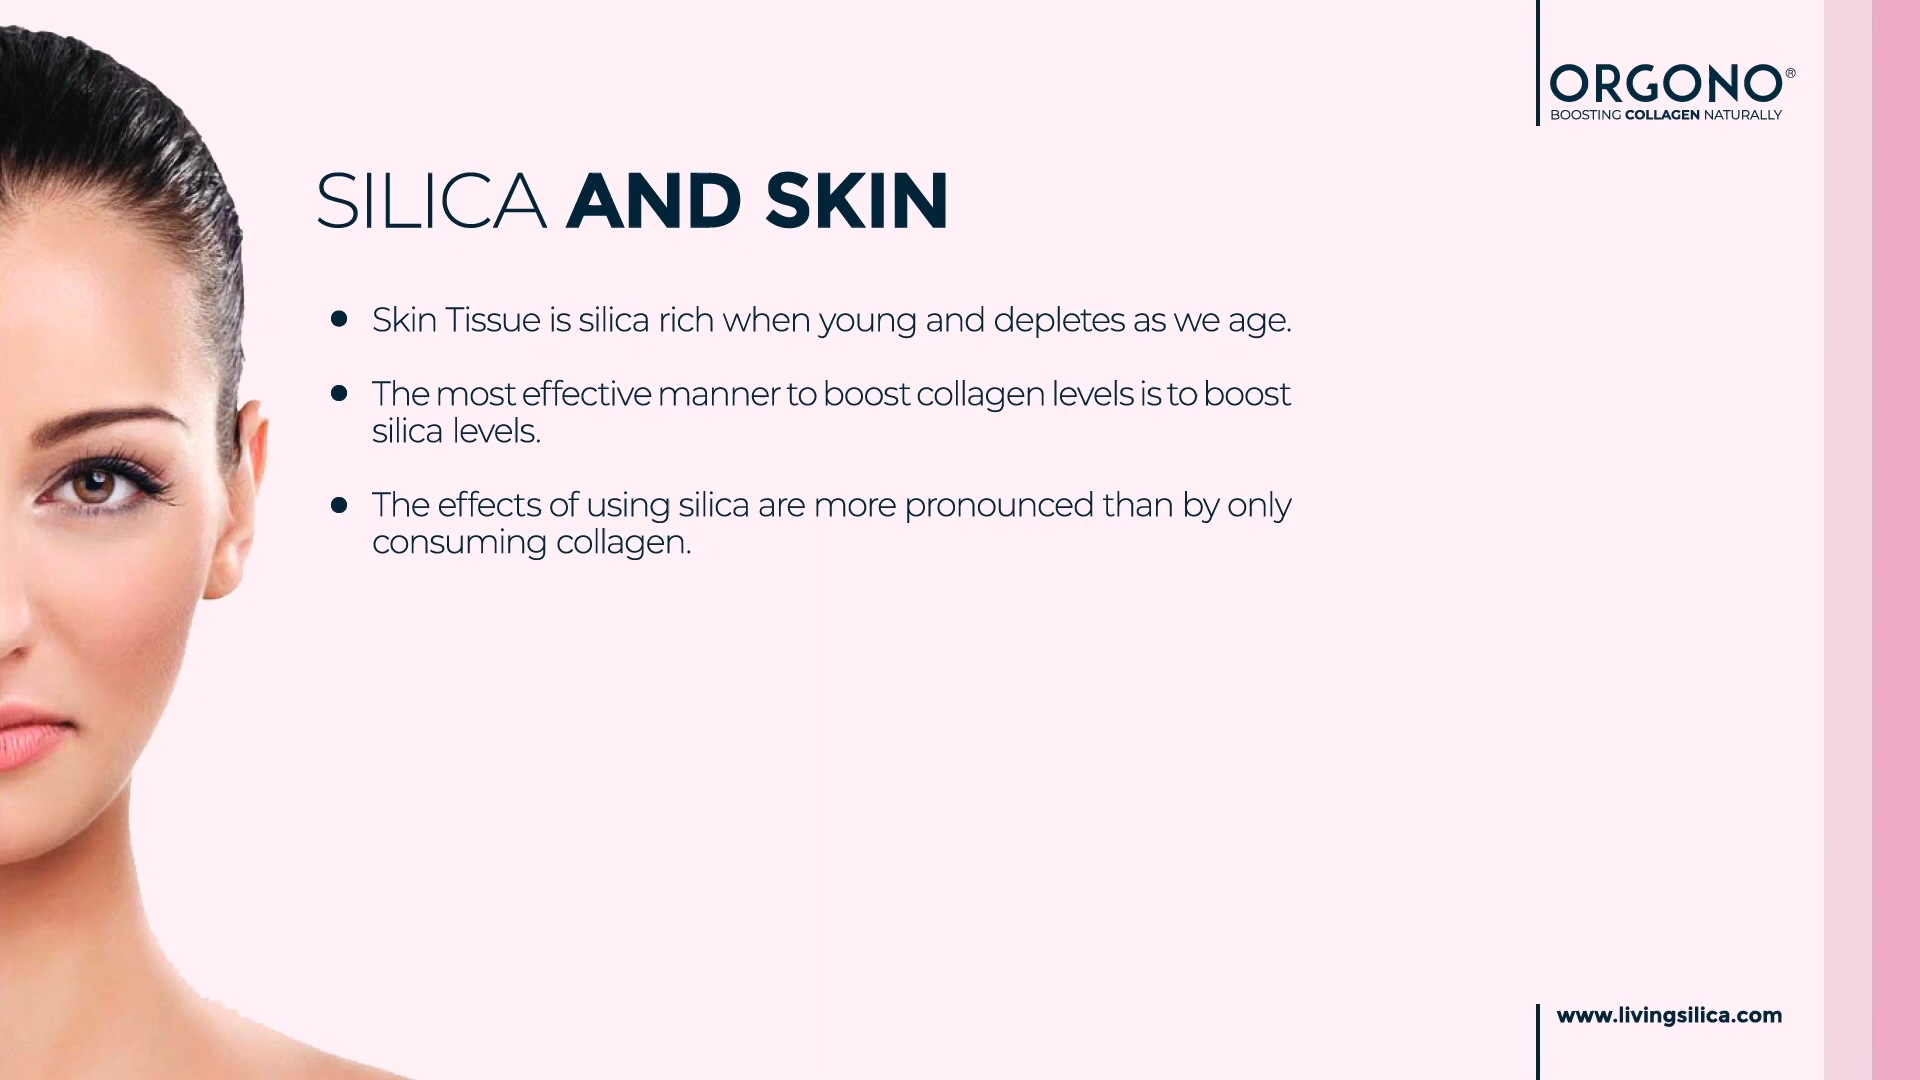 ORGONO®
BOOSTING COLLAGEN NATURALLY
SILICA AND SKIN
● Skin Tissue is silica rich when young and depletes as we age.
● The most effective manner to boost collagen levels is to boost
silica levels.
● The effects of using silica are more pronounced than by only
consuming collagen.
www.livingsilica.com